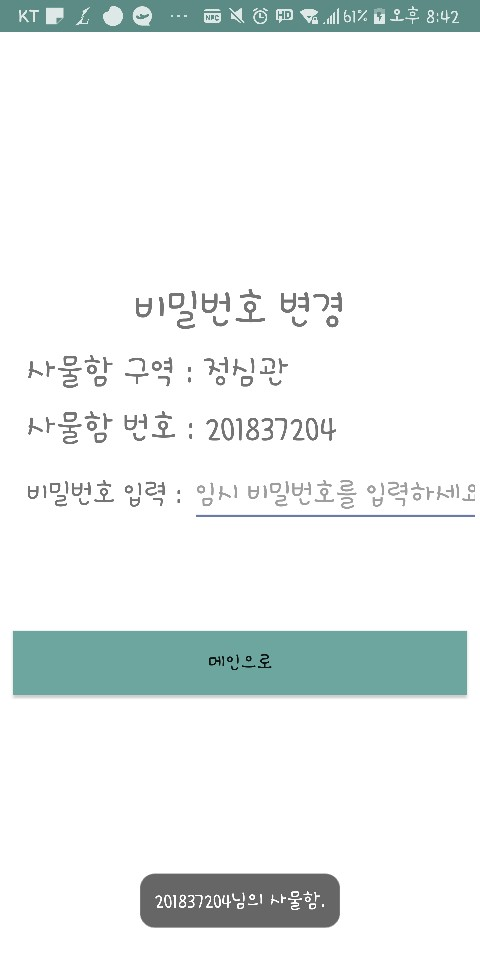 KT NFC HD 61% 오후 8:42
비밀번호 변경
사물함 구역 : 정심관
사물함 번호 : 201837204
비밀번호 입력 : 임시 비밀번호를 입력하세요
메인으로
201837204님의 사물함.